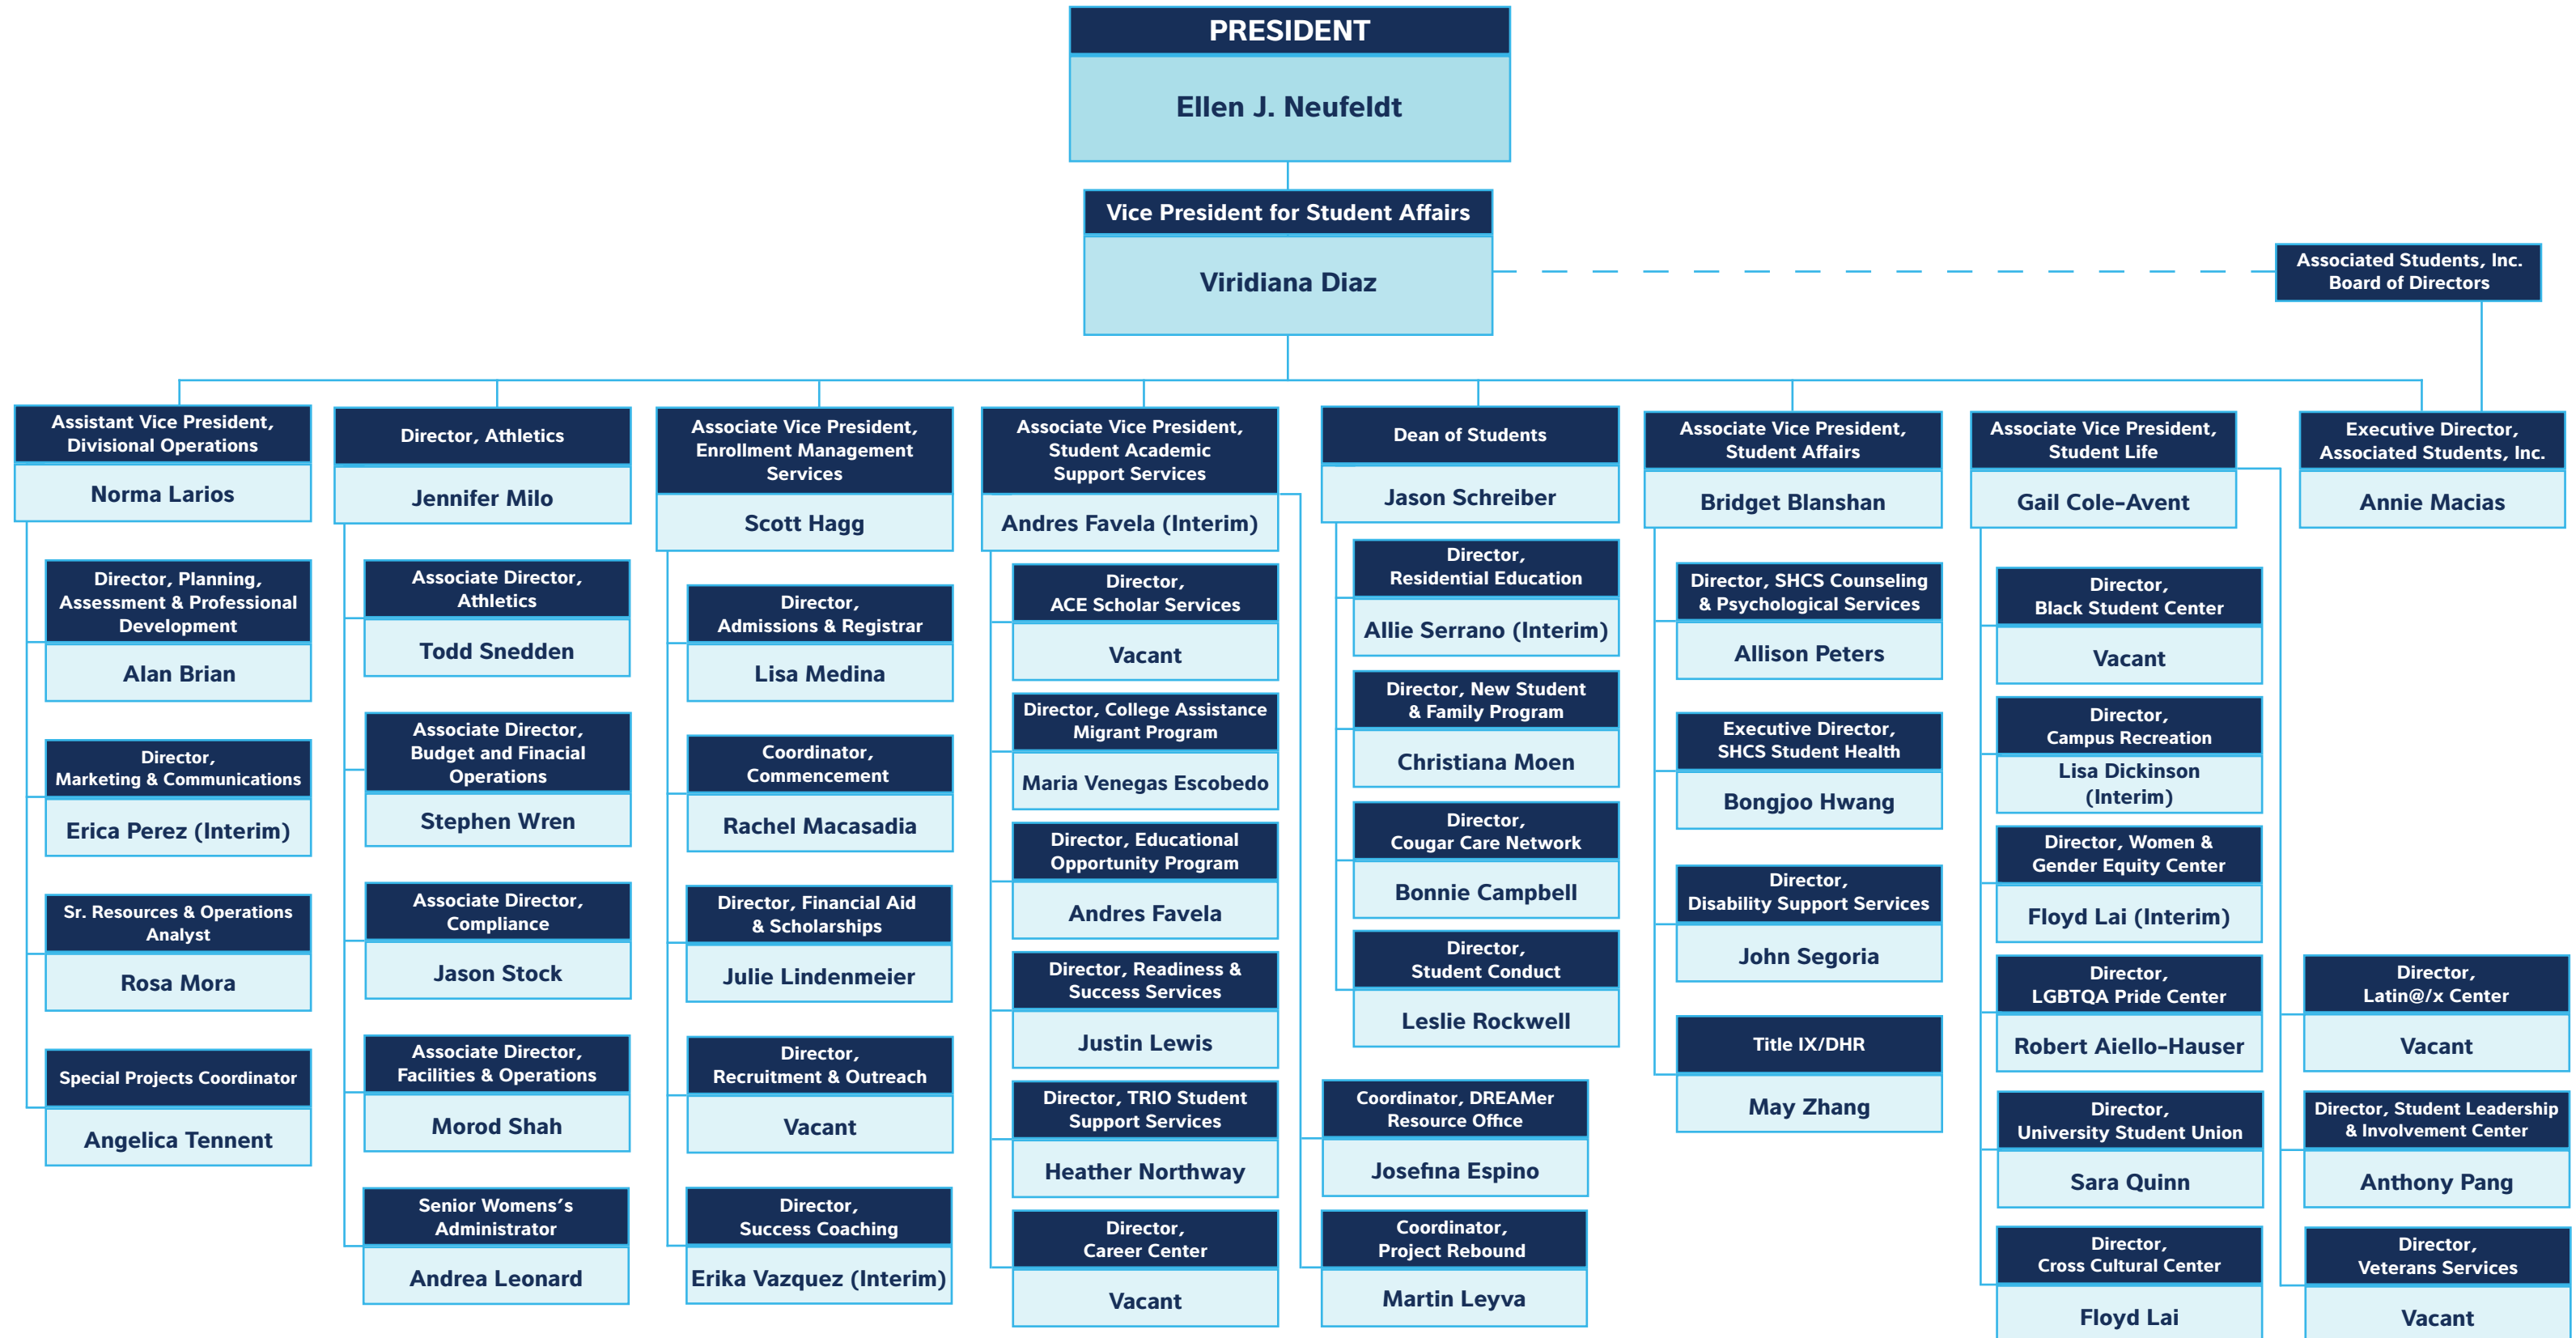 PRESIDENT
Ellen J. Neufeldt
Vice President for Student Affairs
Viridiana Diaz
Associated Students, Inc.
Board of Directors
Assistant Vice President,
Divisional Operations
Norma Larios
Director, Planning,
Assessment & Professional
Development
Alan Brian
Director,
Marketing & Communications
Erica Perez (Interim)
Sr. Resources & Operations
Analyst
Rosa Mora
Special Projects Coordinator
Angelica Tennent
Director, Athletics
Jennifer Milo
Associate Director,
Athletics
Todd Snedden
Associate Director,
Budget and Finacial
Operations
Stephen Wren
Associate Director,
Compliance
Jason Stock
Associate Director,
Facilities & Operations
Morod Shah
Senior Womens's
Administrator
Andrea Leonard
Associate Vice President,
Enrollment Management
Services
Scott Hagg
Director,
Admissions & Registrar
Lisa Medina
Coordinator,
Commencement
Rachel Macasadia
Director, Financial Aid
& Scholarships
Julie Lindenmeier
Director,
Recruitment & Outreach
Vacant
Director,
Success Coaching
Erika Vazquez (Interim)
Associate Vice President,
Student Academic
Support Services
Andres Favela (Interim)
Director,
ACE Scholar Services
Vacant
Director, College Assistance
Migrant Program
Maria Venegas Escobedo
Director, Educational
Opportunity Program
Andres Favela
Director, Readiness &
Success Services
Justin Lewis
Director, TRIO Student
Support Services
Heather Northway
Director,
Career Center
Vacant
Coordinator, DREAMer
Resource Office
Josefina Espino
Coordinator,
Project Rebound
Martin Leyva
Dean of Students
Jason Schreiber
Director,
Residential Education
Allie Serrano (Interim)
Director, New Student
& Family Program
Christiana Moen
Director,
Cougar Care Network
Bonnie Campbell
Director,
Student Conduct
Leslie Rockwell
Associate Vice President,
Student Affairs
Bridget Blanshan
Director, SHCS Counseling
& Psychological Services
Allison Peters
Executive Director,
SHCS Student Health
Bongjoo Hwang
Director,
Disability Support Services
John Segoria
Title IX/DHR
May Zhang
Associate Vice President,
Student Life
Gail Cole-Avent
Director,
Black Student Center
Vacant
Director,
Campus Recreation
Lisa Dickinson
(Interim)
Director, Women &
Gender Equity Center
Floyd Lai (Interim)
Director,
LGBTQA Pride Center
Robert Aiello-Hauser
Director,
University Student Union
Sara Quinn
Director,
Cross Cultural Center
Floyd Lai
Director,
Latin@/x Center
Vacant
Director, Student Leadership
& Involvement Center
Anthony Pang
Director,
Veterans Services
Vacant
Executive Director,
Associated Students, Inc.
Annie Macias